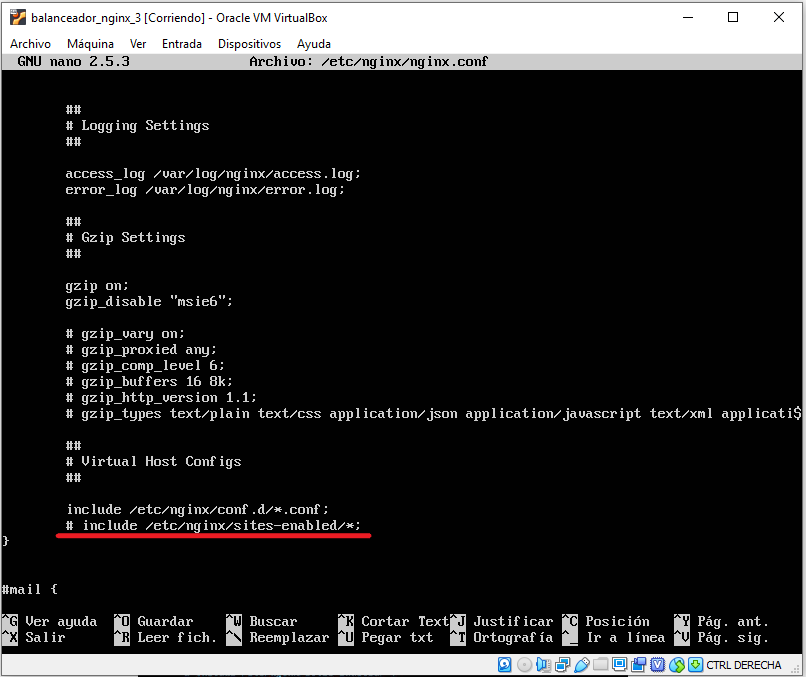 balanceador_nginx_3 [Corriendo] - Oracle VM VirtualBox
Archivo Máquina Ver Entrada Dispositivos Ayuda
GNU nano 2.5.3 Archivo: /etc/nginx/nginx.conf
##
# Logging Settings
##
access_log /var/log/nginx/access.log;
error_log /var/log/nginx/error.log;
##
# Gzip Settings
##
gzip on;
gzip_disable "msie6";
# gzip_vary on;
# gzip_proxied any;
# gzip_comp_level 6;
# gzip_buffers 16 8k;
# gzip_http_version 1.1;
# gzip_types text/plain text/css application/json application/javascript text/xml applicati$
##
# Virtual Host Configs
##
include /etc/nginx/conf.d/*.conf;
# include /etc/nginx/sites-enabled/*;
}
#mail {
^G Ver ayuda ^O Guardar ^W Buscar ^K Cortar Text ^J Justificar ^C Posición ^Y Pág. ant.
^X Salir ^R Leer fich. ^\ Reemplazar ^U Pegar txt ^T Ortografía ^_ Ir a línea ^V Pág. sig.
CTRL DERECHA